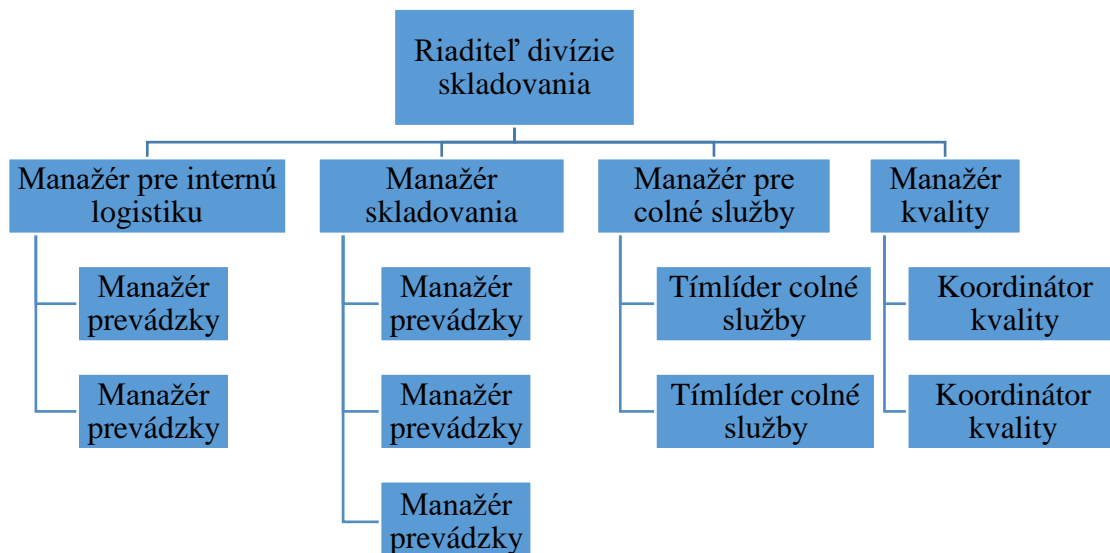 Riaditeľ divízie
skladovania
Manažér pre internú
logistiku
Manažér
skladovania
Manažér pre
colné služby
Manažér
kvality
Manažér
prevádzky
Manažér
prevádzky
Manažér
prevádzky
Manažér
prevádzky
Manažér
prevádzky
Tímlíder colné
služby
Tímlíder colné
služby
Koordinátor
kvality
Koordinátor
kvality